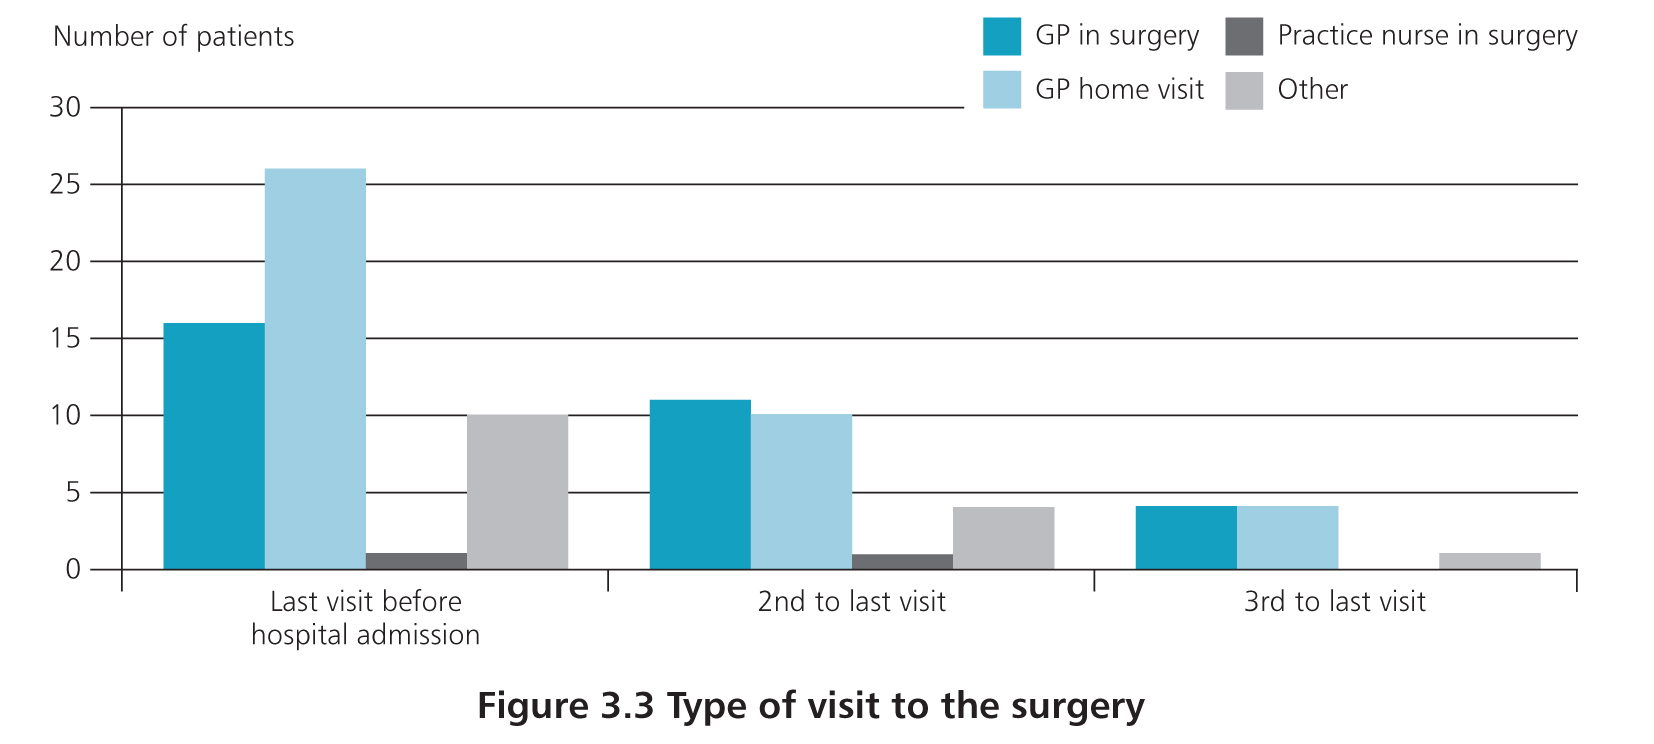 Number of patients
GP in surgery
Practice nurse in surgery
GP home visit
Other
30
25
20
15
10
5
0
Last visit before
hospital admission
2nd to last visit
3rd to last visit
Figure 3.3 Type of visit to the surgery